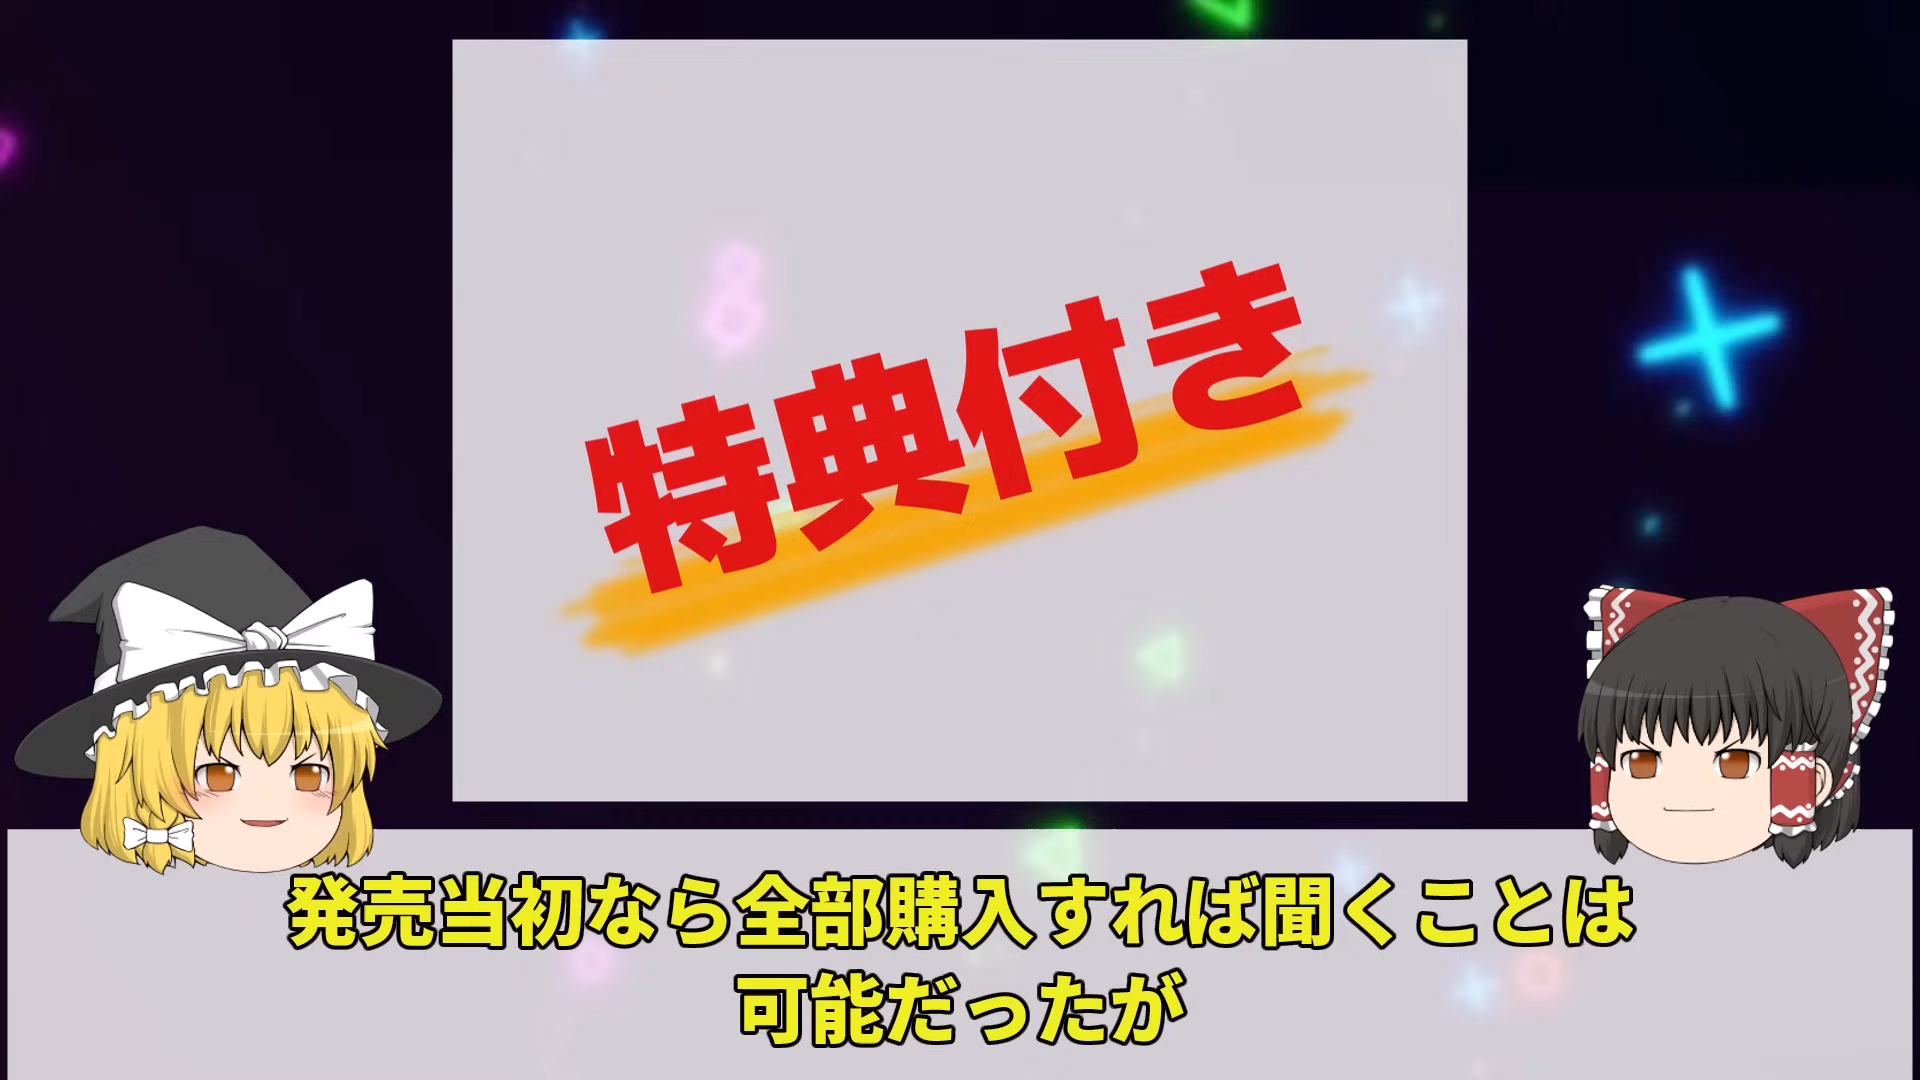 特典付き
発売当初なら全部購入すれば聞くことは
可能だったが